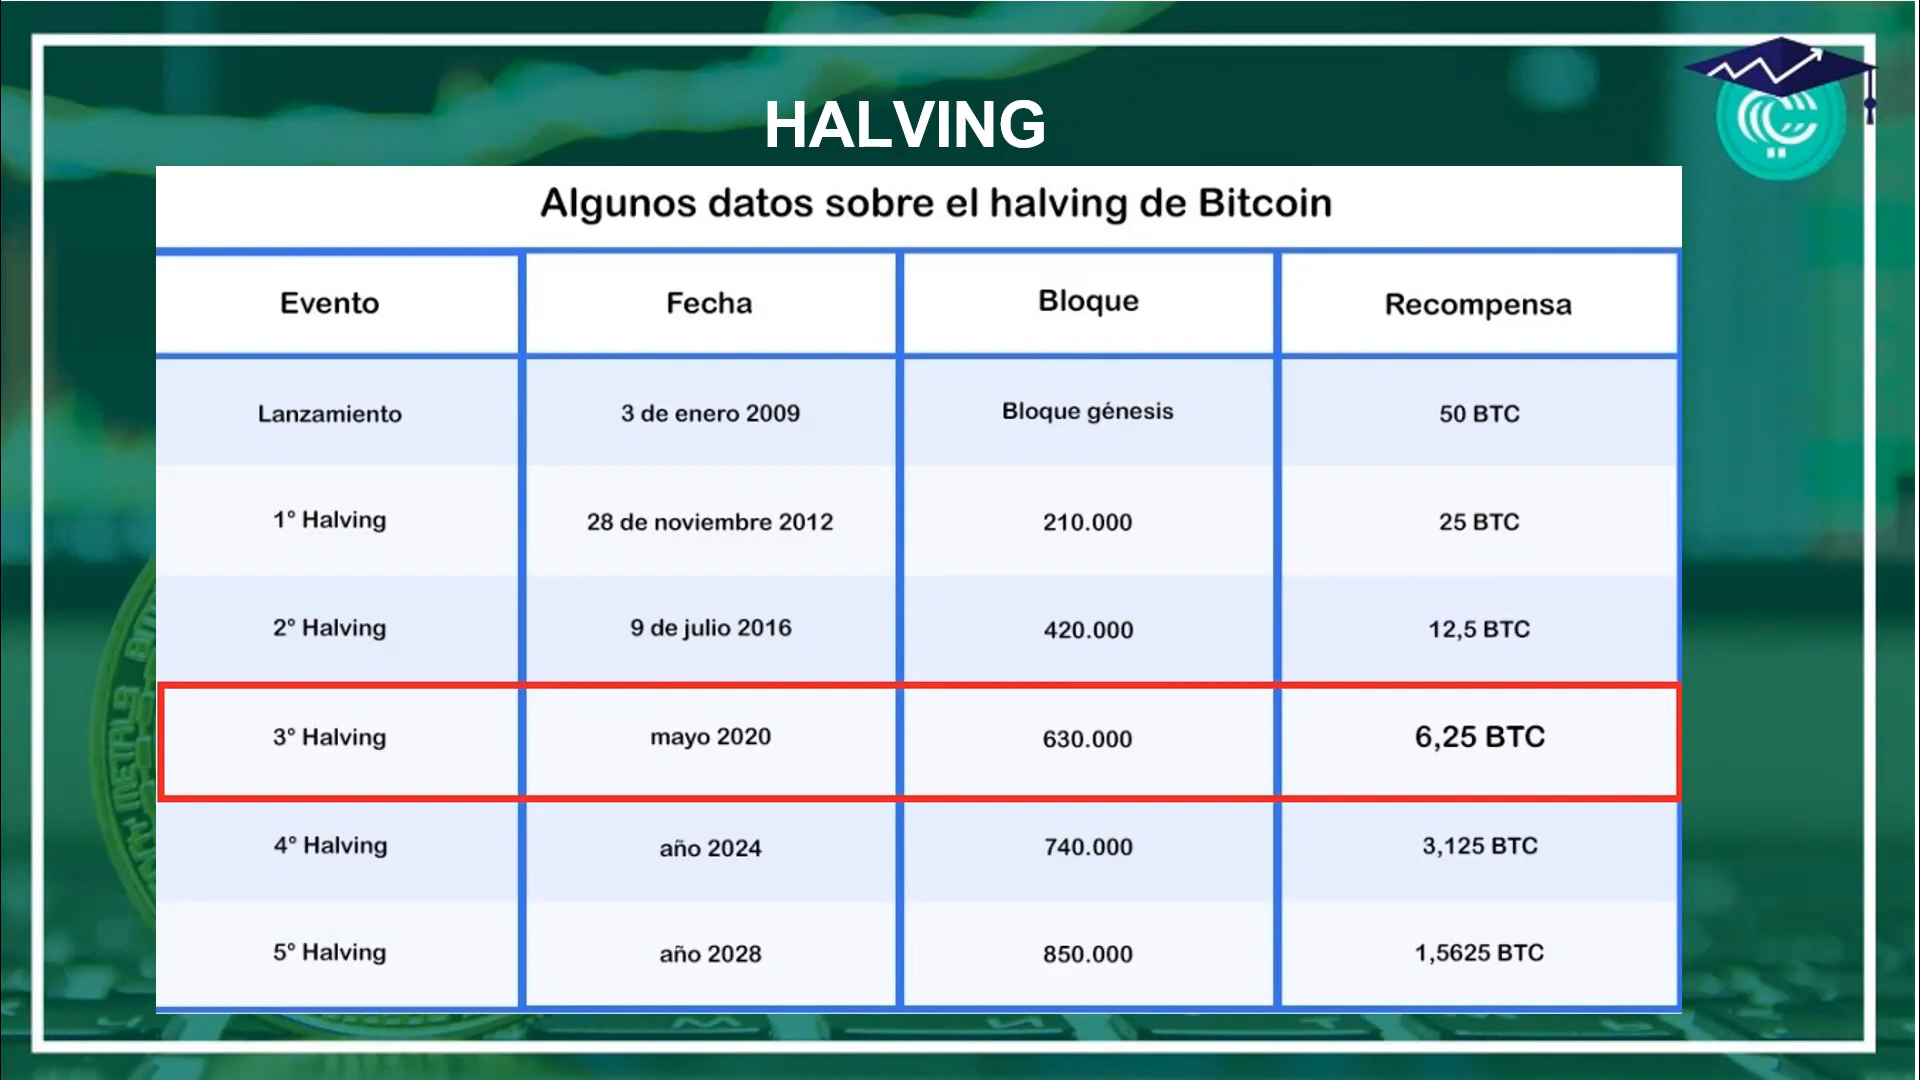 HALVING
Algunos datos sobre el halving de Bitcoin
Evento Fecha Bloque Recompensa
Lanzamiento 3 de enero 2009 Bloque génesis 50 BTC
1° Halving 28 de noviembre 2012 210.000 25 BTC
2° Halving 9 de julio 2016 420.000 12,5 BTC
3° Halving mayo 2020 630.000 6,25 BTC
4° Halving año 2024 740.000 3,125 BTC
5° Halving año 2028 850.000 1,5625 BTC